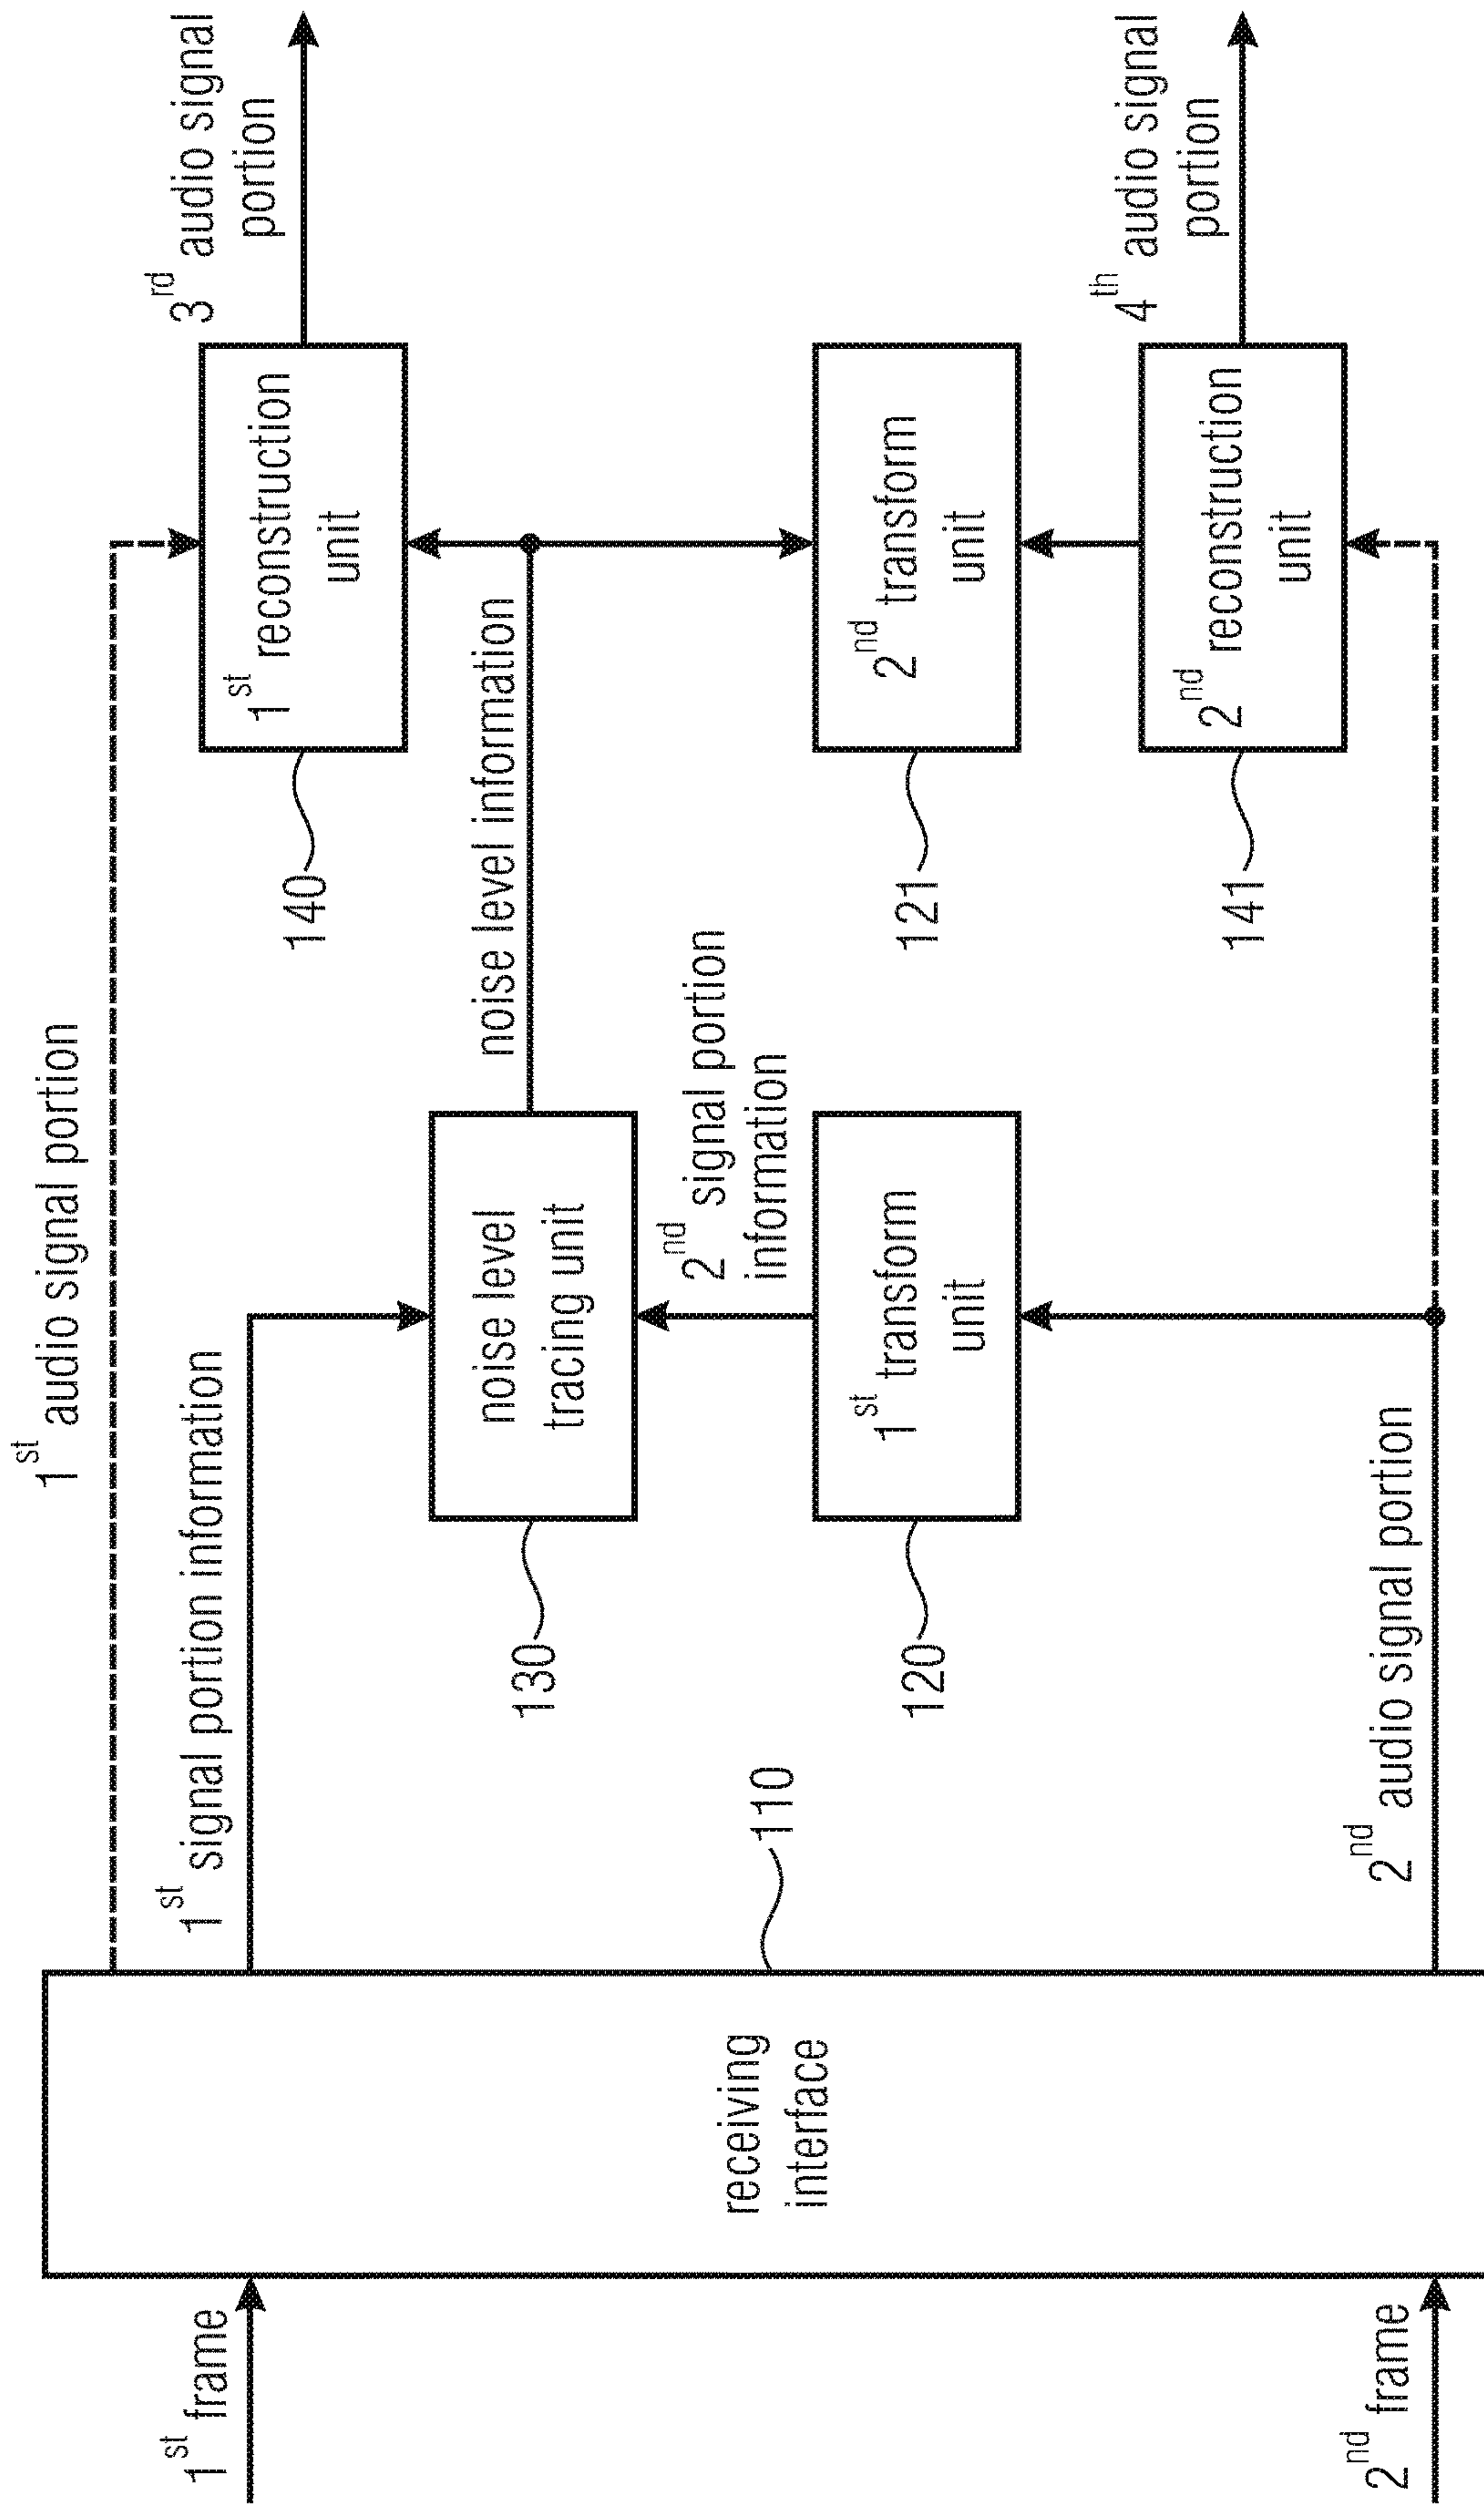 1st frame
2nd frame
receiving
interface
110
1st audio signal portion
1st signal portion information
2nd audio signal portion
130
noise level
tracing unit
2nd signal portion
information
120
1st transform
unit
noise level information
140
1st reconstruction
unit
121
2nd transform
unit
141
2nd reconstruction
unit
3rd audio signal
portion
4th audio signal
portion